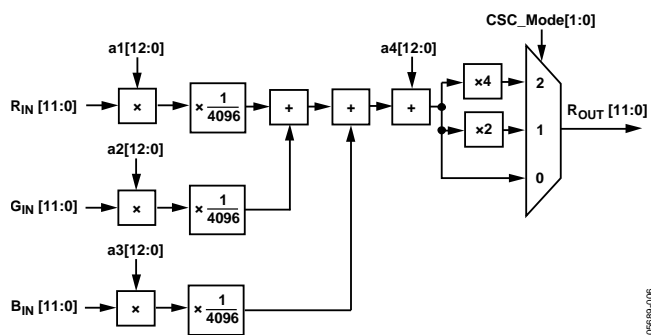 CSC_Mode[1:0]
a1[12:0]
a4[12:0]
R_IN [11:0]
×
× 1/4096
+
+
+
×4
2
×2
1
0
R_OUT [11:0]
a2[12:0]
G_IN [11:0]
×
× 1/4096
a3[12:0]
B_IN [11:0]
×
× 1/4096
05689-006